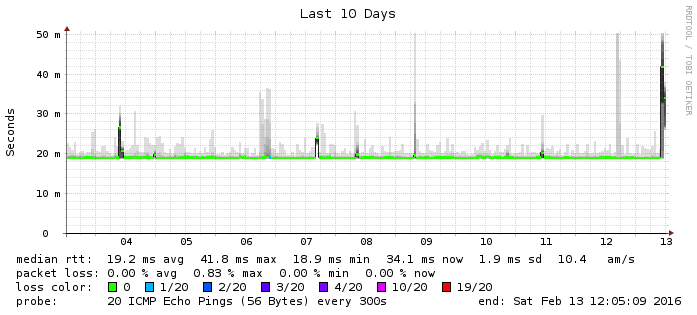 Last 10 Days
RRDTOOL / TOBI OETIKER
Seconds
50 m
40 m
30 m
20 m
10 m
0
04 05 06 07 08 09 10 11 12 13
median rtt: 19.2 ms avg 41.8 ms max 18.9 ms min 34.1 ms now 1.9 ms sd 10.4 am/s
packet loss: 0.00 % avg 0.83 % max 0.00 % min 0.00 % now
loss color: 0 1/20 2/20 3/20 4/20 10/20 19/20
probe: 20 ICMP Echo Pings (56 Bytes) every 300s end: Sat Feb 13 12:05:09 2016